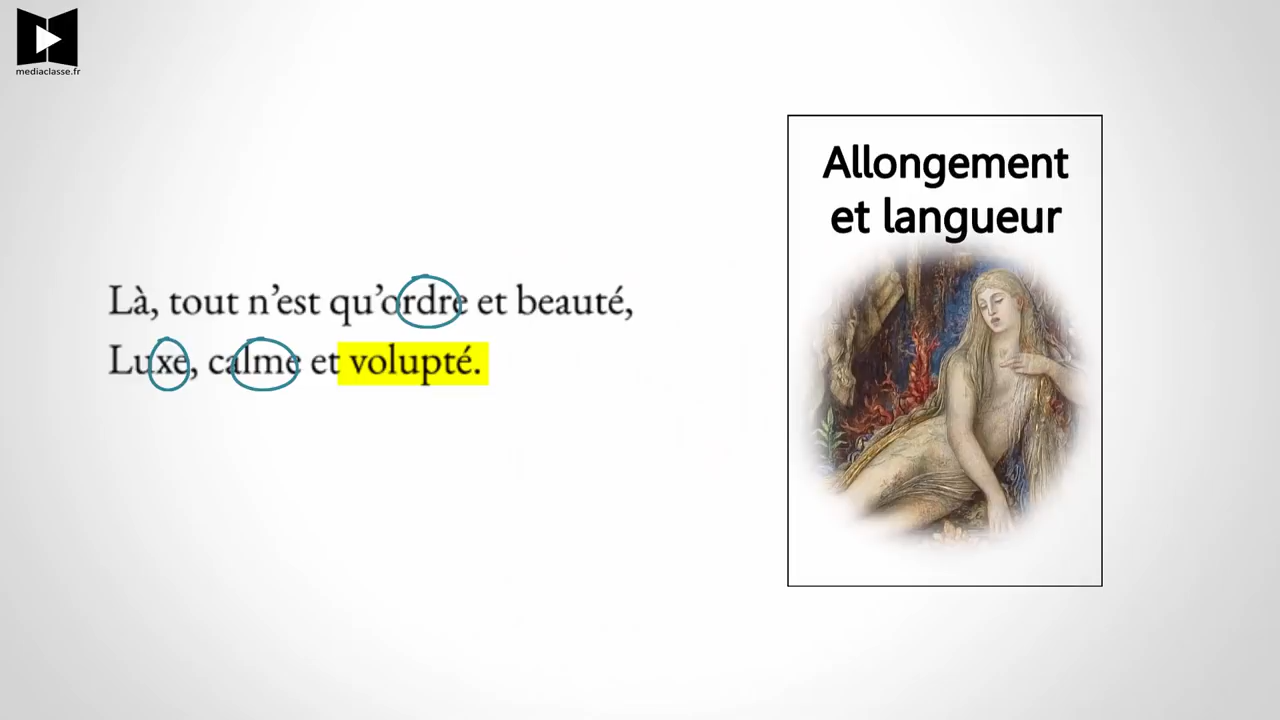 mediaclasse.fr
Allongement
et langueur
Là, tout n’est qu’ordre et beauté,
Luxe, calme et volupté.